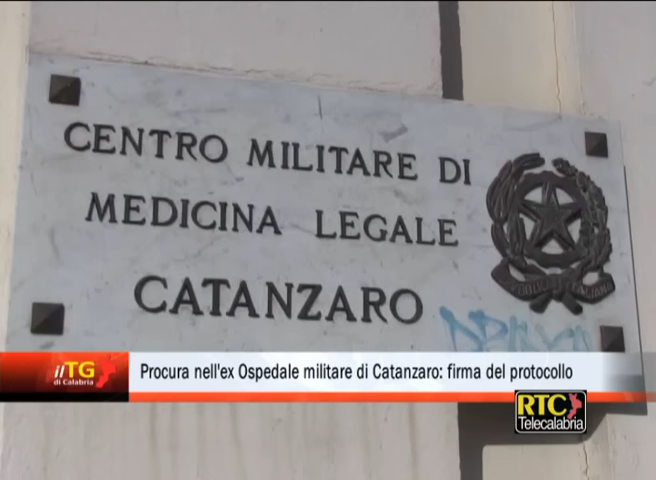 CENTRO MILITARE DI
MEDICINA LEGALE
CATANZARO
ilTG
di Calabria
Procura nell'ex Ospedale militare di Catanzaro: firma del protocollo
RTC
Telecalabria